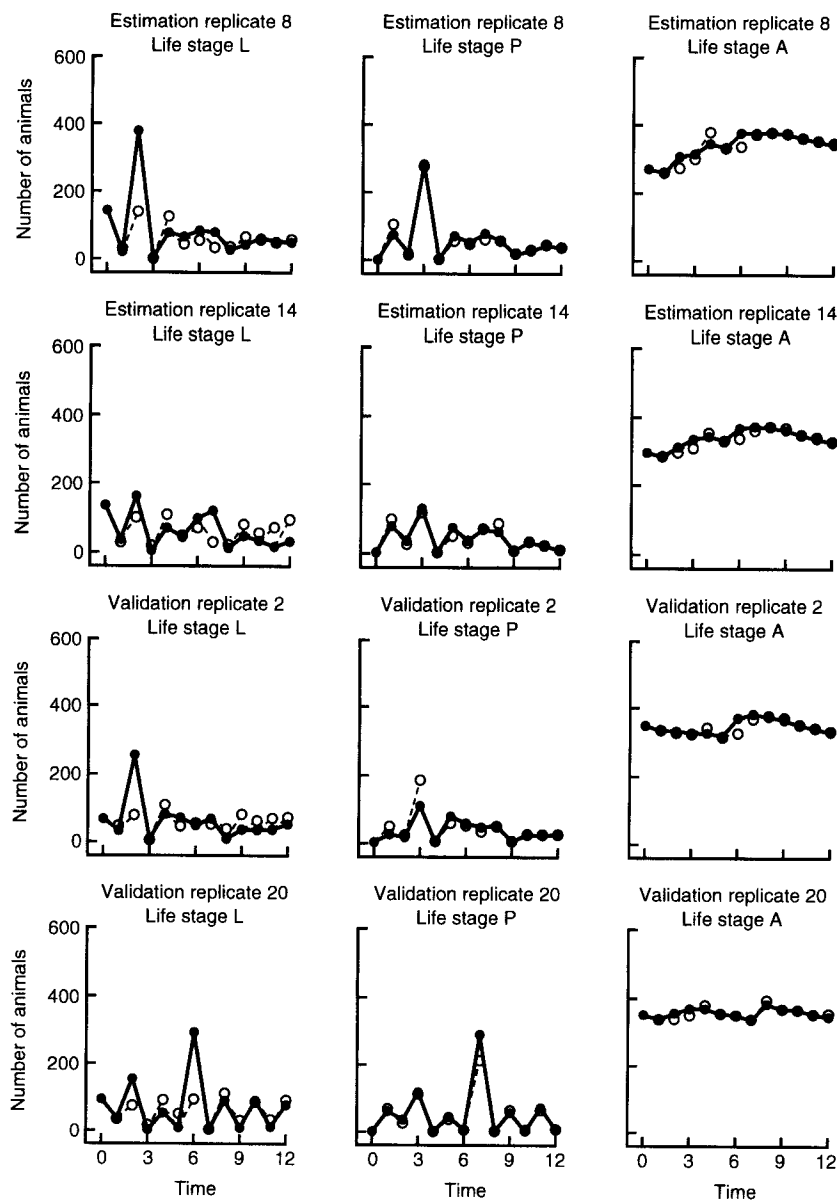 Estimation replicate 8
Life stage L
Estimation replicate 8
Life stage P
Estimation replicate 8
Life stage A
Number of animals
600
400
200
0
Estimation replicate 14
Life stage L
Estimation replicate 14
Life stage P
Estimation replicate 14
Life stage A
Number of animals
600
400
200
0
Validation replicate 2
Life stage L
Validation replicate 2
Life stage P
Validation replicate 2
Life stage A
Number of animals
600
400
200
0
Validation replicate 20
Life stage L
Validation replicate 20
Life stage P
Validation replicate 20
Life stage A
Number of animals
600
400
200
0
0 3 6 9 12
Time
0 3 6 9 12
Time
0 3 6 9 12
Time